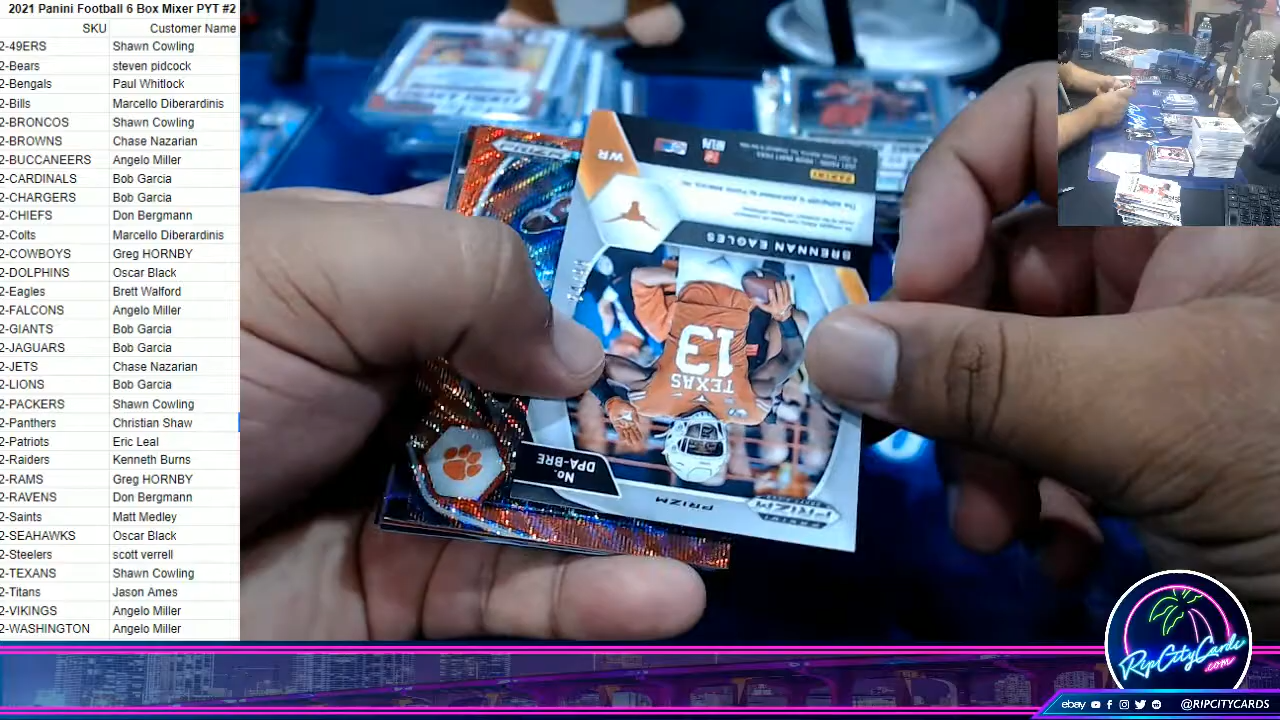 2021 Panini Football 6 Box Mixer PYT #2
SKU Customer Name
2-49ERS Shawn Cowling
2-Bears steven pidcock
2-Bengals Paul Whitlock
2-Bills Marcello Diberardinis
2-BRONCOS Shawn Cowling
2-BROWNS Chase Nazarian
2-BUCCANEERS Angelo Miller
2-CARDINALS Bob Garcia
2-CHARGERS Bob Garcia
2-CHIEFS Don Bergmann
2-Colts Marcello Diberardinis
2-COWBOYS Greg HORNBY
2-DOLPHINS Oscar Black
2-Eagles Brett Walford
2-FALCONS Angelo Miller
2-GIANTS Bob Garcia
2-JAGUARS Bob Garcia
2-JETS Chase Nazarian
2-LIONS Bob Garcia
2-PACKERS Shawn Cowling
2-Panthers Christian Shaw
2-Patriots Eric Leal
2-Raiders Kenneth Burns
2-RAMS Greg HORNBY
2-RAVENS Don Bergmann
2-Saints Matt Medley
2-SEAHAWKS Oscar Black
2-Steelers scott verrell
2-TEXANS Shawn Cowling
2-Titans Jason Ames
2-VIKINGS Angelo Miller
2-WASHINGTON Angelo Miller
PANINI
WR
BRENNAN EAGLES
13
TEXAS
No.
DPA-BRE
PRIZM
PANINI
PRIZM
RipCityCards
.com
ebay @RIPCITYCARDS